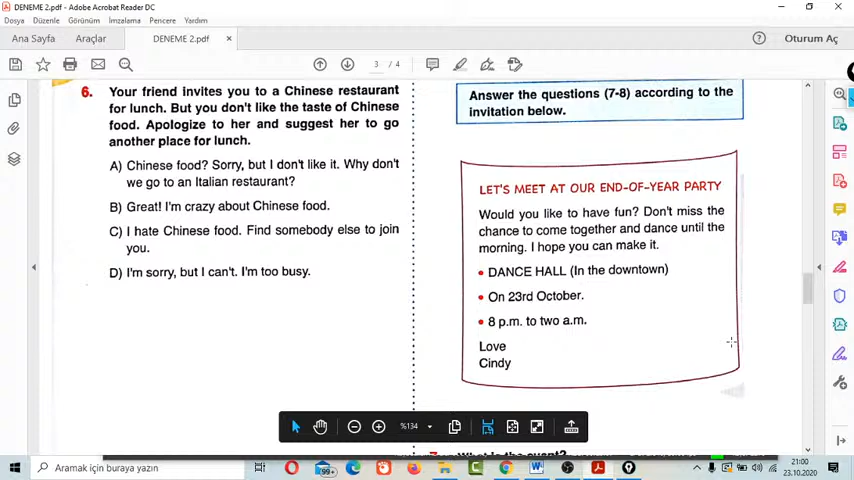 DENEME 2.pdf - Adobe Acrobat Reader DC
Dosya Düzenle Görünüm İmzalama Pencere Yardım
Ana Sayfa Araçlar DENEME 2.pdf × Oturum Aç
3 / 4
6. Your friend invites you to a Chinese restaurant
for lunch. But you don't like the taste of Chinese
food. Apologize to her and suggest her to go
another place for lunch.
A) Chinese food? Sorry, but I don't like it. Why don't
we go to an Italian restaurant?
B) Great! I'm crazy about Chinese food.
C) I hate Chinese food. Find somebody else to join
you.
D) I'm sorry, but I can't. I'm too busy.
Answer the questions (7-8) according to the
invitation below.
LET'S MEET AT OUR END-OF-YEAR PARTY
Would you like to have fun? Don't miss the
chance to come together and dance until the
morning. I hope you can make it.
• DANCE HALL (In the downtown)
• On 23rd October.
• 8 p.m. to two a.m.
Love
Cindy
%134
7. What is the event?
Aramak için buraya yazın
99+
21:00
23.10.2020